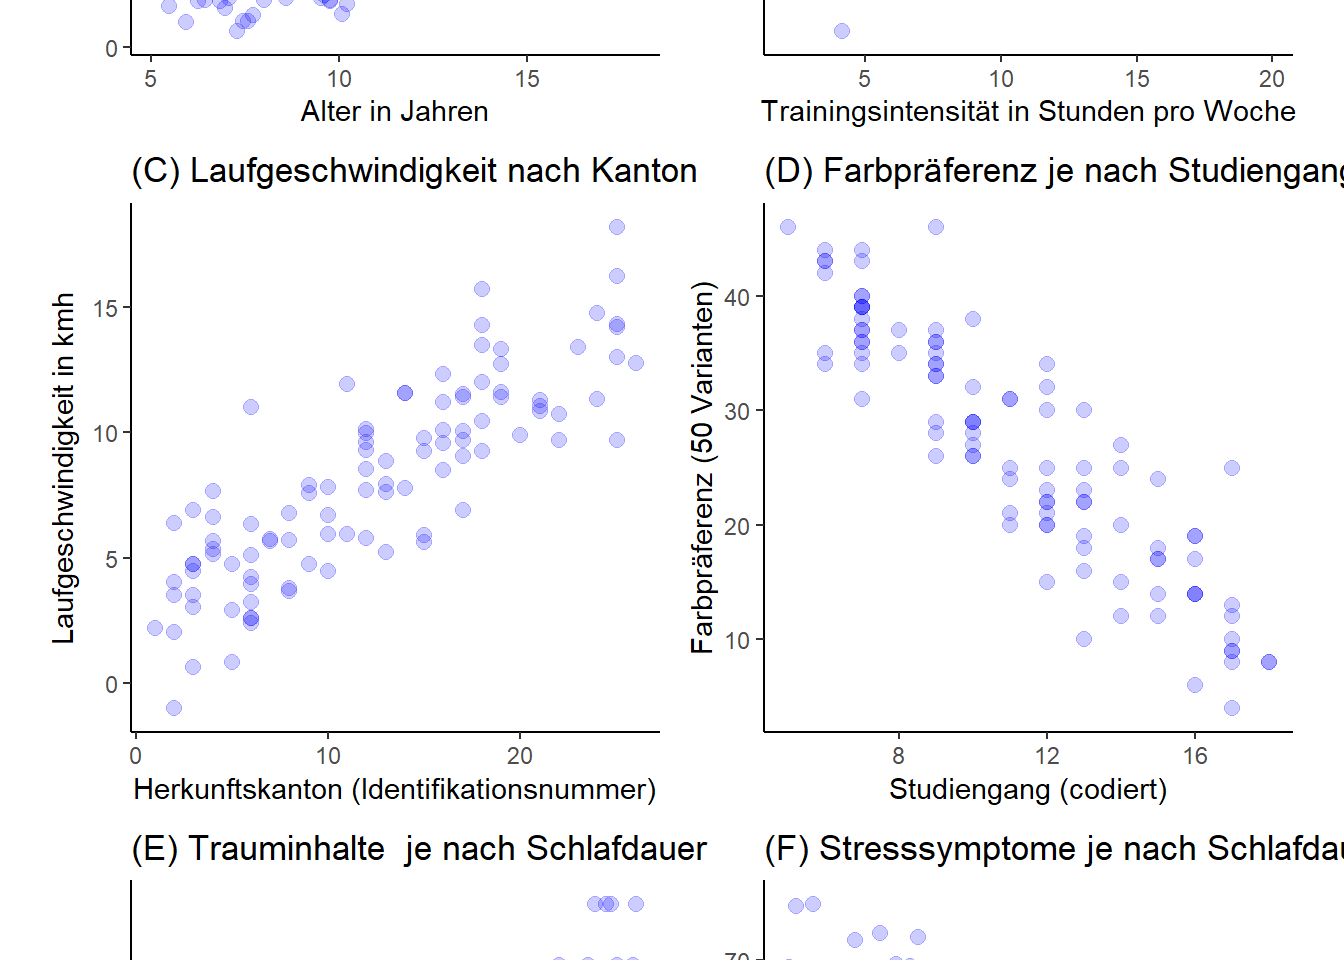 0
5 10 15
Alter in Jahren
5 10 15 20
Trainingsintensität in Stunden pro Woche
(C) Laufgeschwindigkeit nach Kanton
Laufgeschwindigkeit in kmh
15
10
5
0
0 10 20
Herkunftskanton (Identifikationsnummer)
(D) Farbpräferenz je nach Studiengang
Farbpräferenz (50 Varianten)
40
30
20
10
8 12 16
Studiengang (codiert)
(E) Trauminhalte  je nach Schlafdauer
(F) Stresssymptome je nach Schlafdau
70